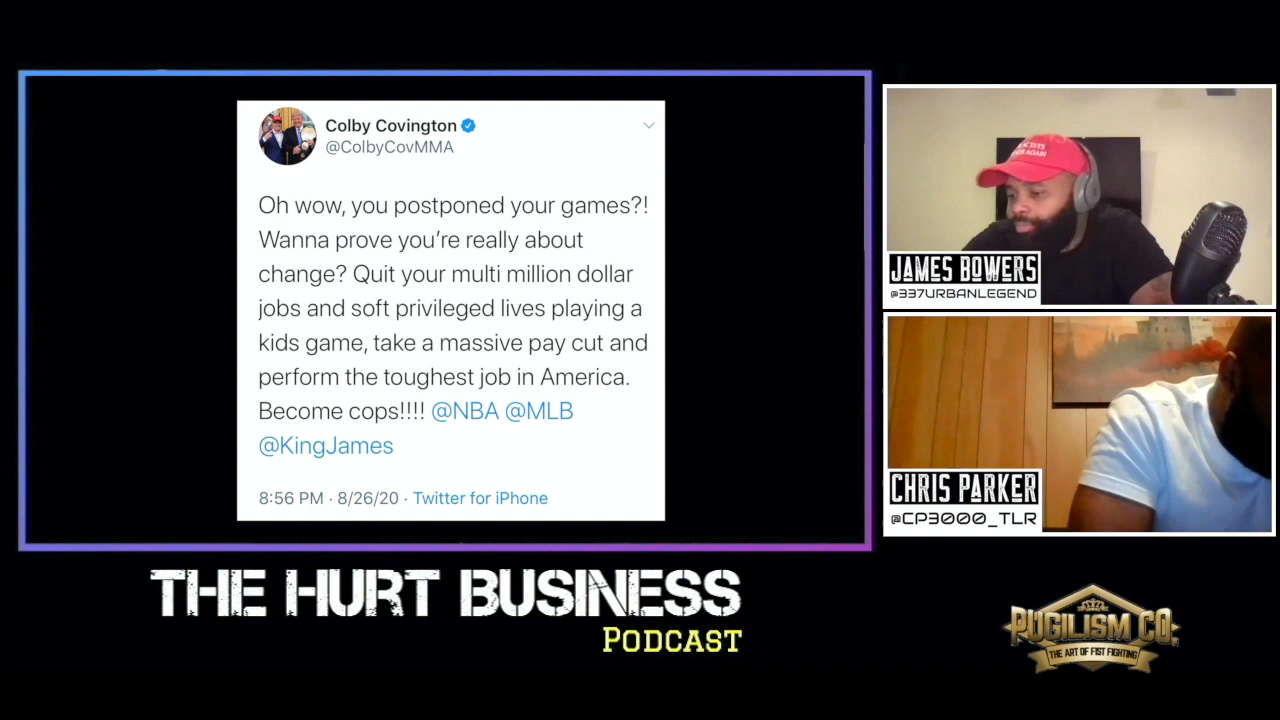 Colby Covington
@ColbyCovMMA
Oh wow, you postponed your games?!
Wanna prove you’re really about
change? Quit your multi million dollar
jobs and soft privileged lives playing a
kids game, take a massive pay cut and
perform the toughest job in America.
Become cops!!!! @NBA @MLB
@KingJames
8:56 PM · 8/26/20 · Twitter for iPhone
AGAIN
JAMES BOWERS
@337URBANLEGEND
CHRIS PARKER
@CP3000_TLR
THE HURT BUSINESS
PODCAST
PUGILISM CO.
THE ART OF FIST FIGHTING